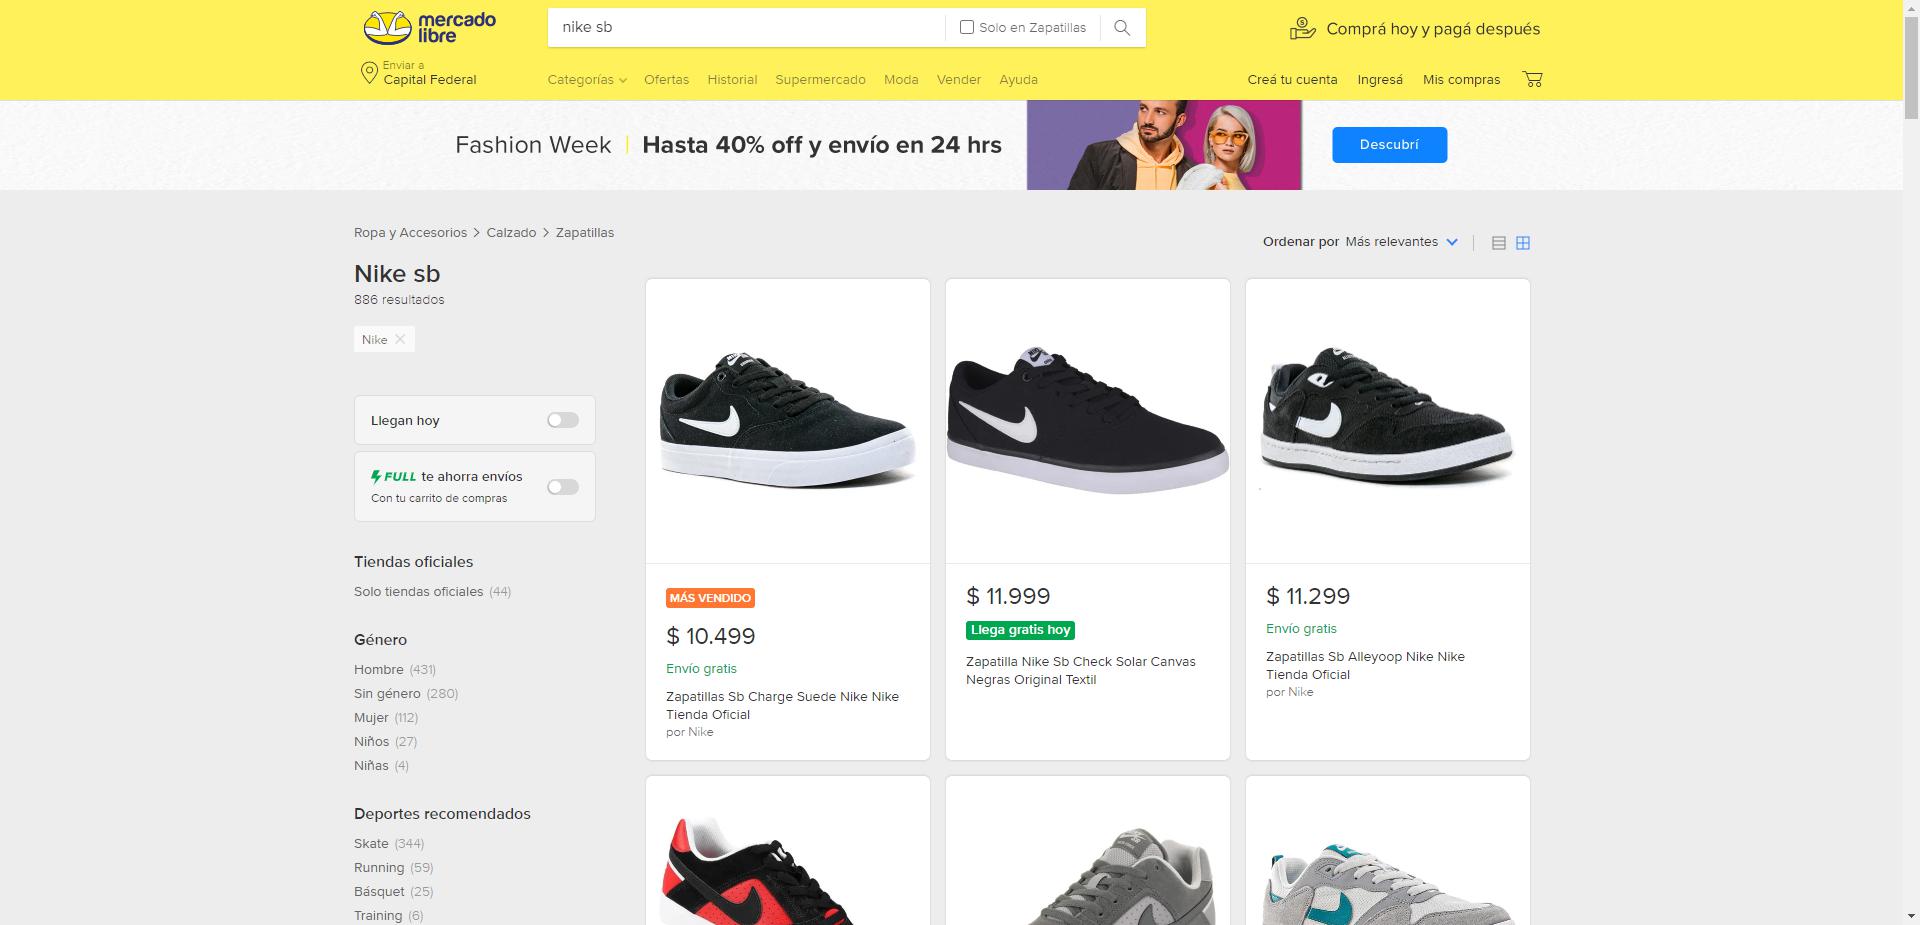 mercado
libre
nike sb
Solo en Zapatillas
Comprá hoy y pagá después
Enviar a
Capital Federal
Categorías
Ofertas
Historial
Supermercado
Moda
Vender
Ayuda
Creá tu cuenta
Ingresá
Mis compras
Fashion Week | Hasta 40% off y envío en 24 hrs
Descubrí
Ropa y Accesorios > Calzado > Zapatillas
Ordenar por Más relevantes
Nike sb
886 resultados
Nike
Llegan hoy
FULL te ahorra envíos
Con tu carrito de compras
Tiendas oficiales
Solo tiendas oficiales (44)
Género
Hombre (431)
Sin género (280)
Mujer (112)
Niños (27)
Niñas (4)
Deportes recomendados
Skate (344)
Running (59)
Básquet (25)
Training (6)
MÁS VENDIDO
$ 10.499
Envío gratis
Zapatillas Sb Charge Suede Nike Nike
Tienda Oficial
por Nike
$ 11.999
Llega gratis hoy
Zapatilla Nike Sb Check Solar Canvas
Negras Original Textil
$ 11.299
Envío gratis
Zapatillas Sb Alleyoop Nike Nike
Tienda Oficial
por Nike